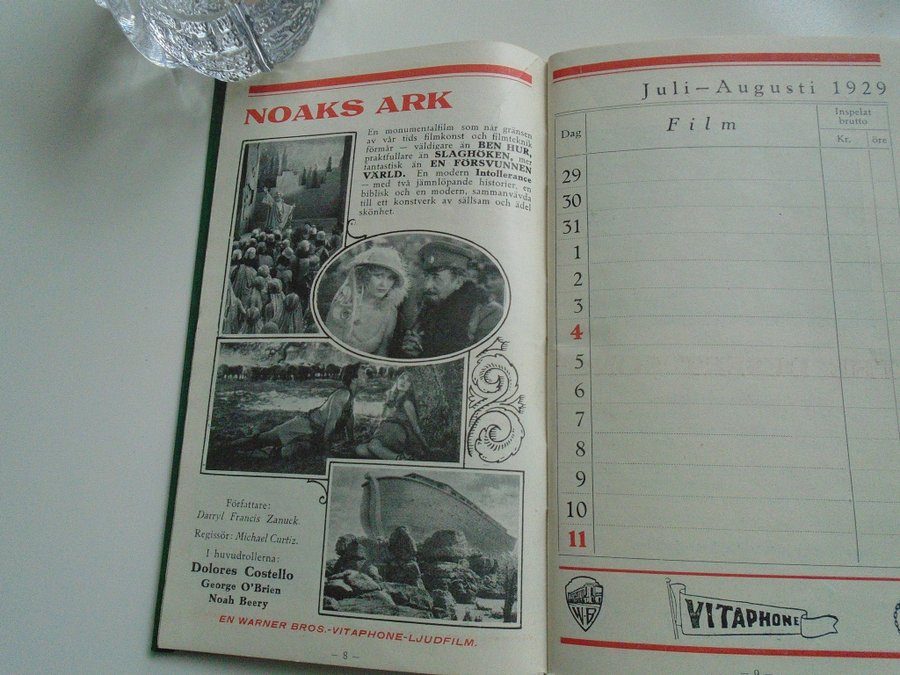 NOAKS ARK
En monumentalfilm som når gränsen
av vår tids filmkonst och filmteknik
förmår — väldigare än BEN HUR,
praktfullare än SLAGHÖKEN, mer
fantastisk än EN FÖRSVUNNEN
VÄRLD. En modern Intollerance
— med två jämnlöpande historier, en
biblisk och en modern, sammanvävda
till ett konstverk av sällsam och ädel
skönhet.
Författare:
Darryl Francis Zanuck
Regissör: Michael Curtiz.
I huvudrollerna:
Dolores Costello
George O'Brien
Noah Beery
EN WARNER BROS.-VITAPHONE-LJUDFILM.
— 8 —
Juli—Augusti 1929
Dag
Film
Inspelat
brutto
Kr.
öre
29
30
31
1
2
3
4
5
6
7
8
9
10
11
W-B
VITAPHONE
— 9 —